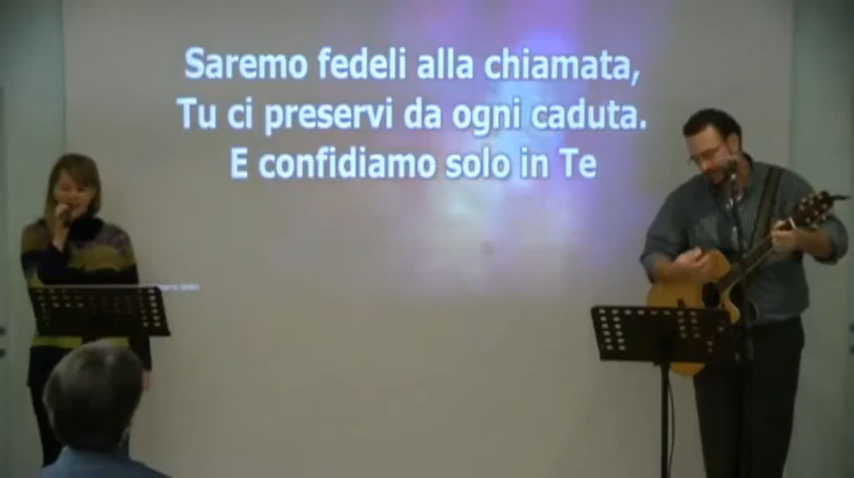 Saremo fedeli alla chiamata,
Tu ci preservi da ogni caduta.
E confidiamo solo in Te